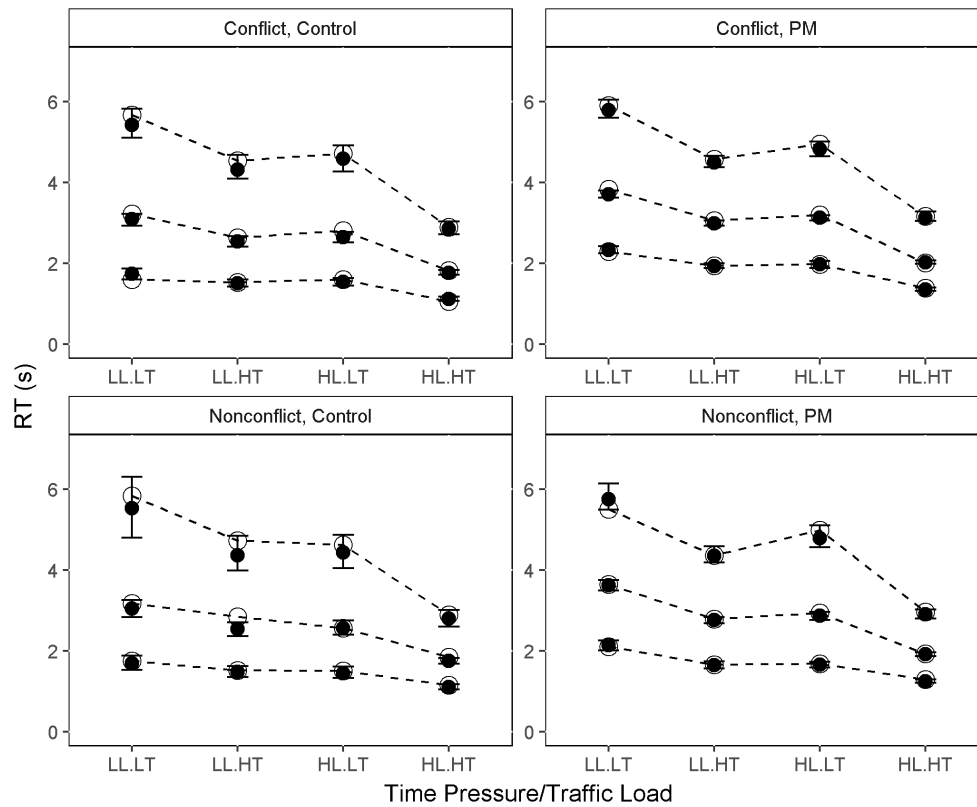 Conflict, Control
Conflict, PM
6
4
2
0
6
4
2
0
LL.LT LL.HT HL.LT HL.HT
LL.LT LL.HT HL.LT HL.HT
RT (s)
Nonconflict, Control
Nonconflict, PM
6
4
2
0
6
4
2
0
LL.LT LL.HT HL.LT HL.HT
LL.LT LL.HT HL.LT HL.HT
Time Pressure/Traffic Load